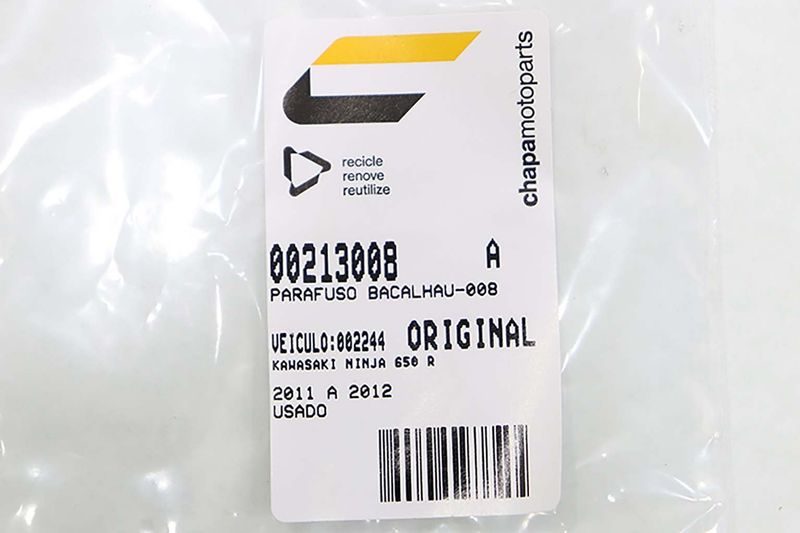 chapamotoparts
recicle
renove
reutilize
00213008 A
PARAFUSO BACALHAU-008
VEICULO:002244 ORIGINAL
KAWASAKI NINJA 650 R
2011 A 2012
USADO